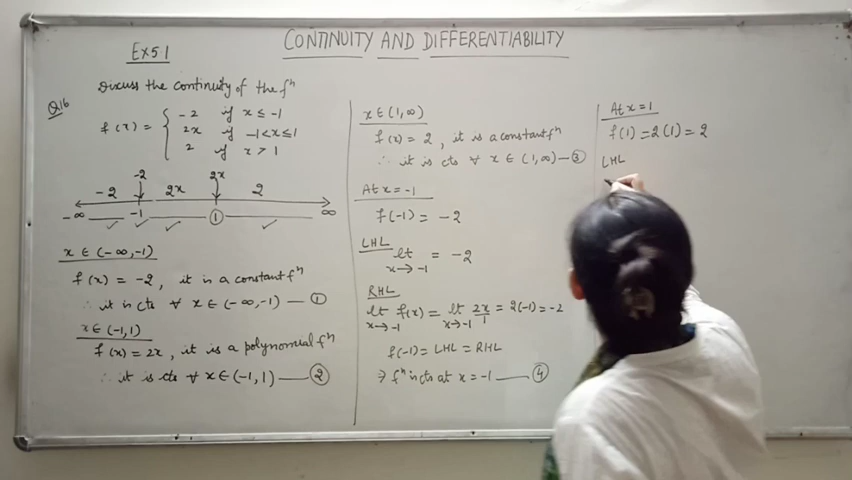 CONTINUITY AND DIFFERENTIABILITY
Ex 5.1
Discuss the continuity of the fⁿ
Q16
f(x) = { -2 if x ≤ -1
2x if -1<x≤1
2 if x > 1
-2 2x
-2 2x 2
-∞ -1 1 ∞
x ∈ (-∞,-1)
f(x) = -2, it is a constant fⁿ
∴ it is cts ∀ x ∈ (-∞,-1) — ①
x∈(-1,1)
f(x) = 2x, it is a polynomial fⁿ
∴ it is cts ∀ x∈(-1,1) — ②
x∈(1,∞)
f(x) = 2, it is a constant fⁿ
∴ it is cts ∀ x ∈ (1,∞) — ③
At x = -1
f(-1) = -2
LHL
lt = -2
x→-1
RHL
lt f(x) = lt 2x/1 = 2(-1) = -2
x→-1 x→-1
f(-1) = LHL = RHL
⇒ fⁿ is cts at x = -1 — ④
At x = 1
f(1) = 2(1) = 2
LHL